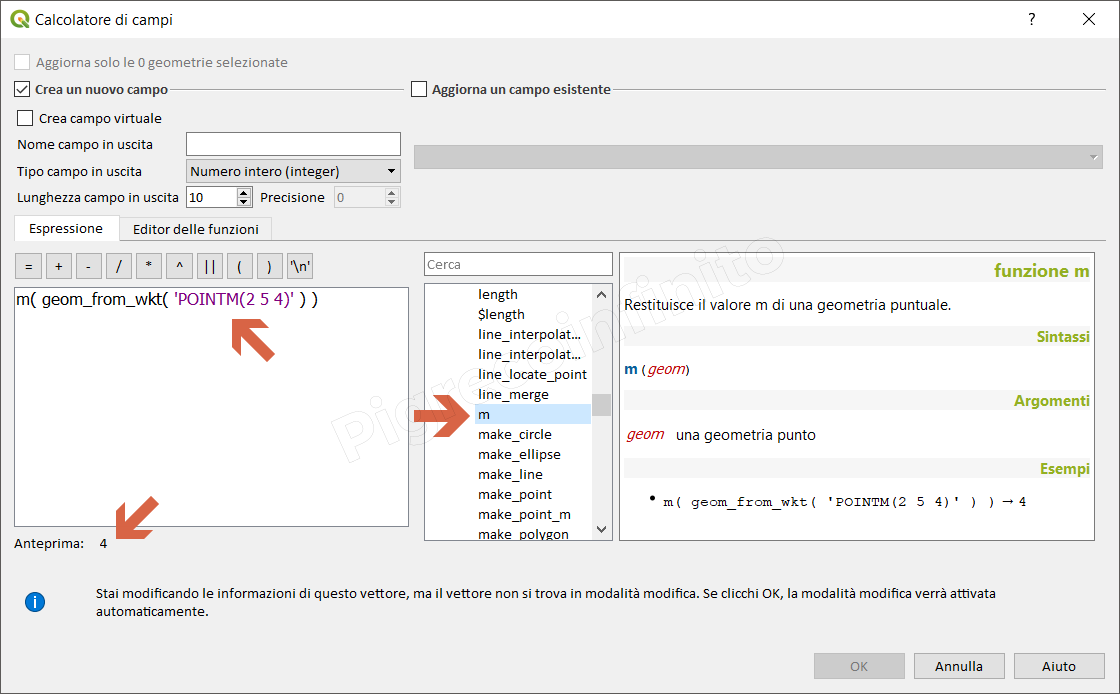 Calcolatore di campi
?
Aggiorna solo le 0 geometrie selezionate
Crea un nuovo campo
Aggiorna un campo esistente
Crea campo virtuale
Nome campo in uscita
Tipo campo in uscita
Numero intero (integer)
Lunghezza campo in uscita
10
Precisione
0
Espressione
Editor delle funzioni
= + - / * ^ || ( ) '\n'
m( geom_from_wkt( 'POINTM(2 5 4)' ) )
Anteprima: 4
Cerca
length
$length
line_interpolat...
line_interpolat...
line_locate_point
line_merge
m
make_circle
make_ellipse
make_line
make_point
make_point_m
make_polygon
funzione m
Restituisce il valore m di una geometria puntuale.
Sintassi
m (geom)
Argomenti
geom una geometria punto
Esempi
• m( geom_from_wkt( 'POINTM(2 5 4)' ) ) → 4
Pigrecoinfinito
Stai modificando le informazioni di questo vettore, ma il vettore non si trova in modalità modifica. Se clicchi OK, la modalità modifica verrà attivata
automaticamente.
OK
Annulla
Aiuto